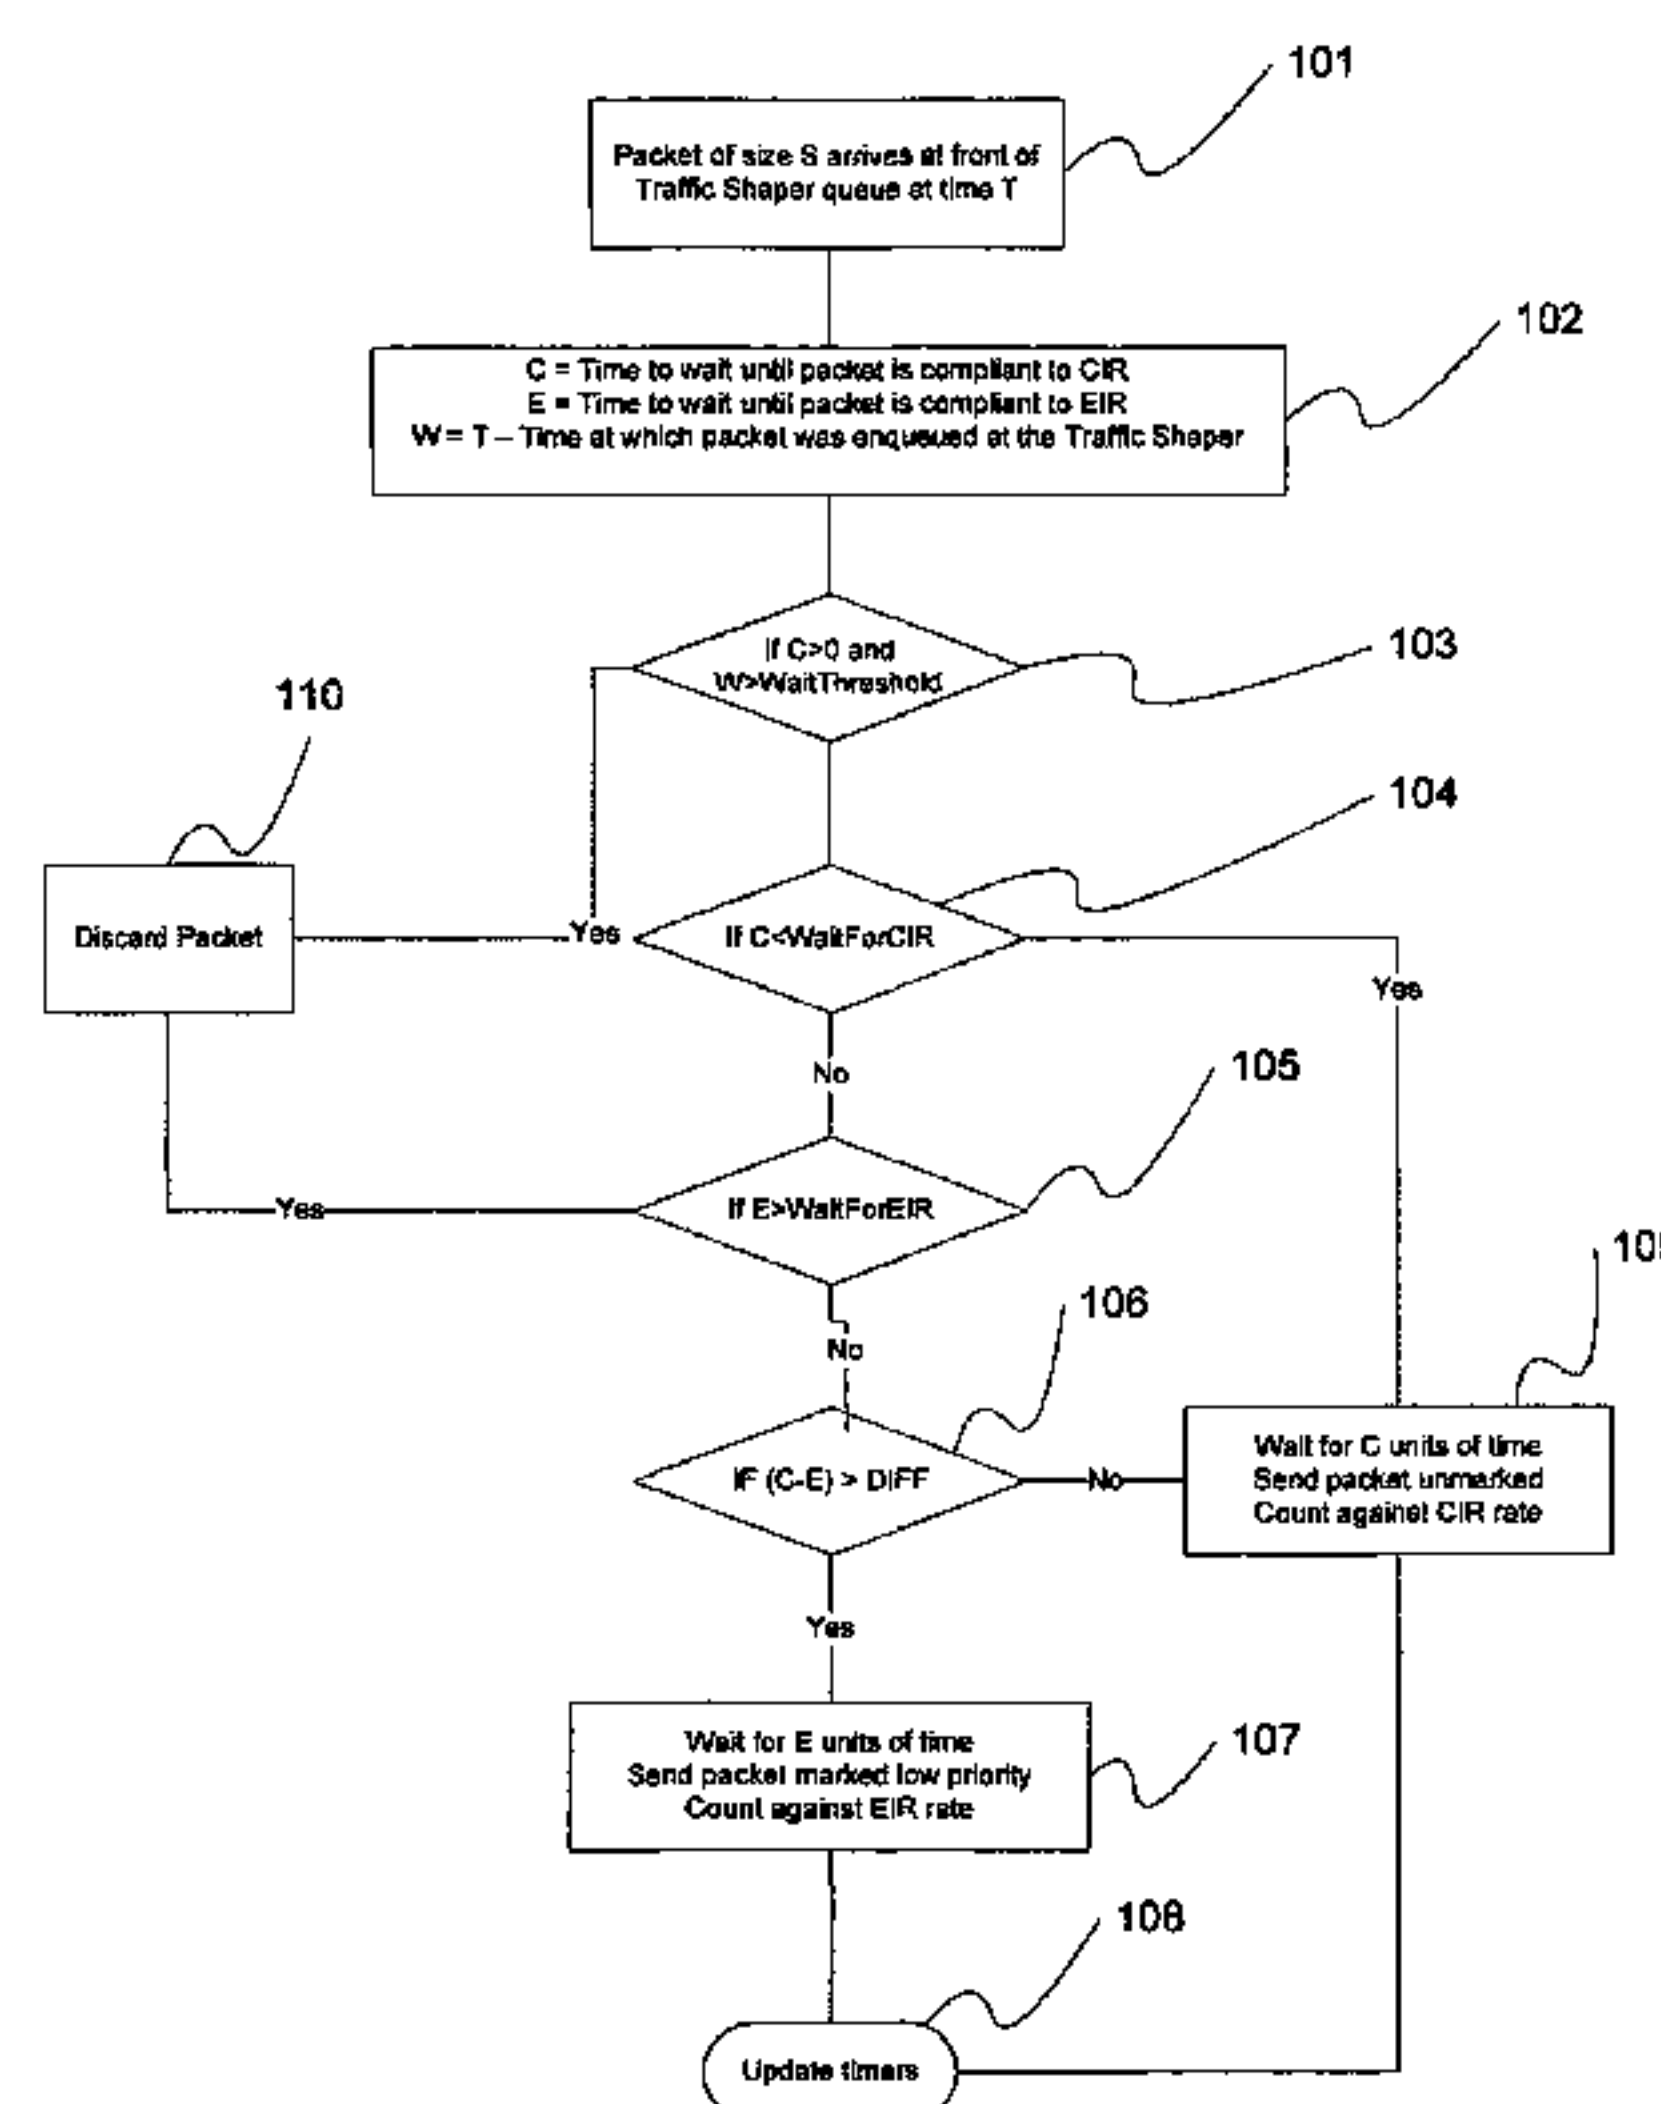 101
Packet of size S arrives at front of
Traffic Shaper queue at time T
102
C = Time to wait until packet is compliant to CIR
E = Time to wait until packet is compliant to EIR
W = T – Time at which packet was enqueued at the Traffic Shaper
103
If C>0 and
W>WaitThreshold
110
104
Discard Packet
Yes
If C<WaitForCIR
Yes
No
105
Yes
If E>WaitForEIR
No
106
IF (C-E) > DIFF
No
Wait for C units of time
Send packet unmarked
Count against CIR rate
Yes
Wait for E units of time
Send packet marked low priority
Count against EIR rate
107
108
Update timers